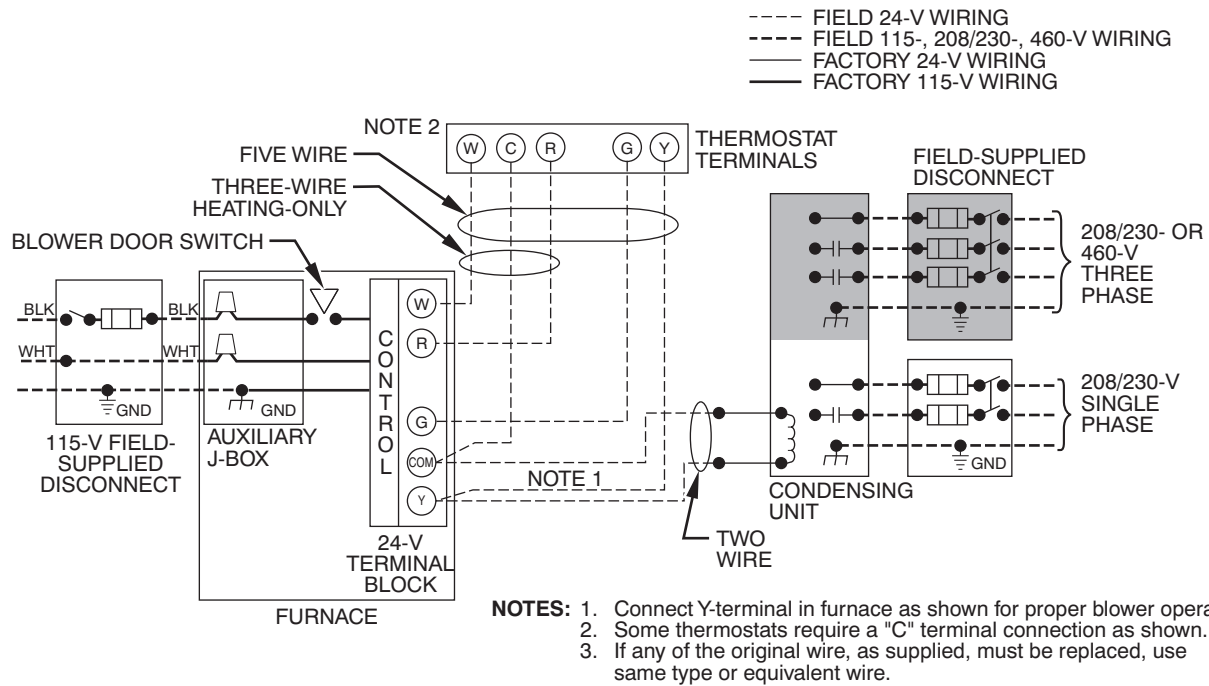 FIELD 24-V WIRING
FIELD 115-, 208/230-, 460-V WIRING
FACTORY 24-V WIRING
FACTORY 115-V WIRING
NOTE 2
W C R G Y
THERMOSTAT
TERMINALS
FIVE WIRE
THREE-WIRE
HEATING-ONLY
BLOWER DOOR SWITCH
FIELD-SUPPLIED
DISCONNECT
208/230- OR
460-V
THREE
PHASE
BLK
BLK
WHT
WHT
GND
GND
115-V FIELD-
SUPPLIED
DISCONNECT
AUXILIARY
J-BOX
CONTROL
W
R
G
COM
Y
24-V
TERMINAL
BLOCK
FURNACE
NOTE 1
TWO
WIRE
CONDENSING
UNIT
208/230-V
SINGLE
PHASE
GND
NOTES: 1. Connect Y-terminal in furnace as shown for proper blower opera
2. Some thermostats require a "C" terminal connection as shown.
3. If any of the original wire, as supplied, must be replaced, use
same type or equivalent wire.